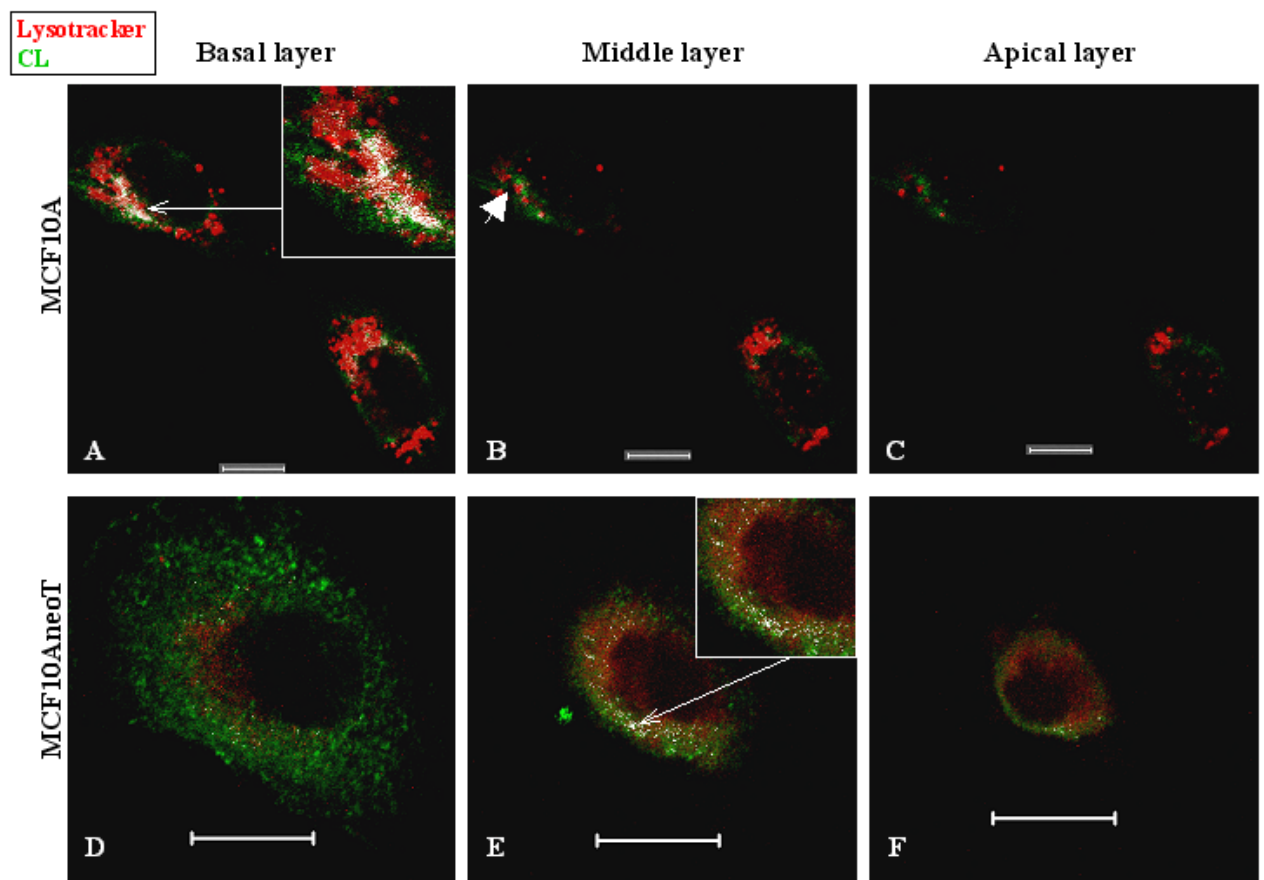 Lysotracker
CL
Basal layer
Middle layer
Apical layer
MCF10A
A
B
C
MCF10AneoT
D
E
F